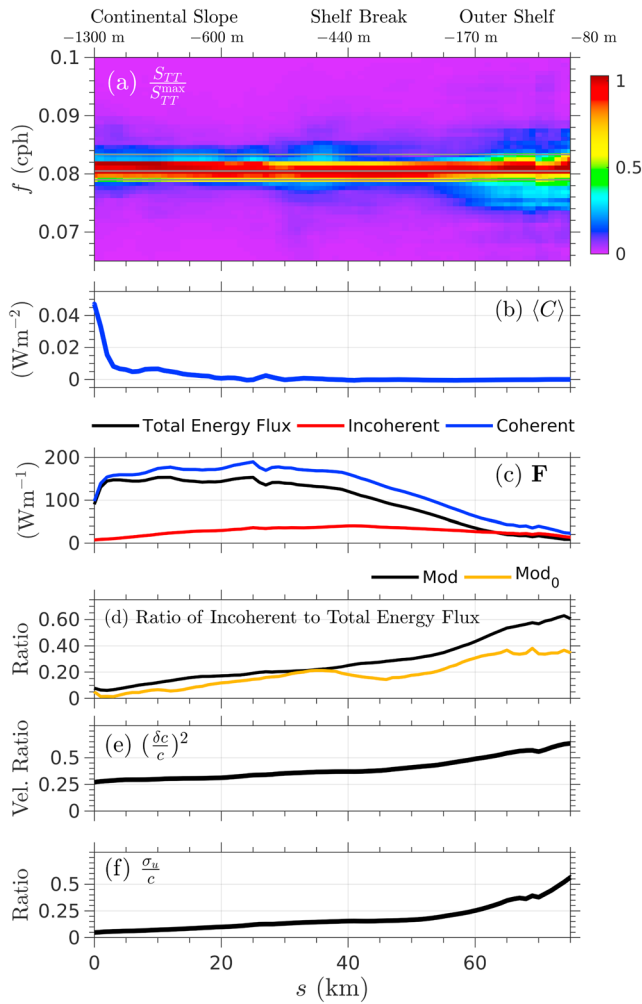 Continental Slope Shelf Break Outer Shelf
−1300 m −600 m −440 m −170 m −80 m
0.1
(a) S_TT / S_TT^max
0.09
f (cph)
0.08
0.07
1
0.5
0
(b) ⟨C⟩
(Wm⁻²)
0.04
0.02
0
Total Energy Flux Incoherent Coherent
(c) F
(Wm⁻¹)
200
100
0
Mod Mod₀
(d) Ratio of Incoherent to Total Energy Flux
Ratio
0.60
0.40
0.20
0
(e) (δc/c)²
Vel. Ratio
0.5
0.25
0
(f) σ_u/c
Ratio
0.5
0.25
0
0 20 40 60
s (km)